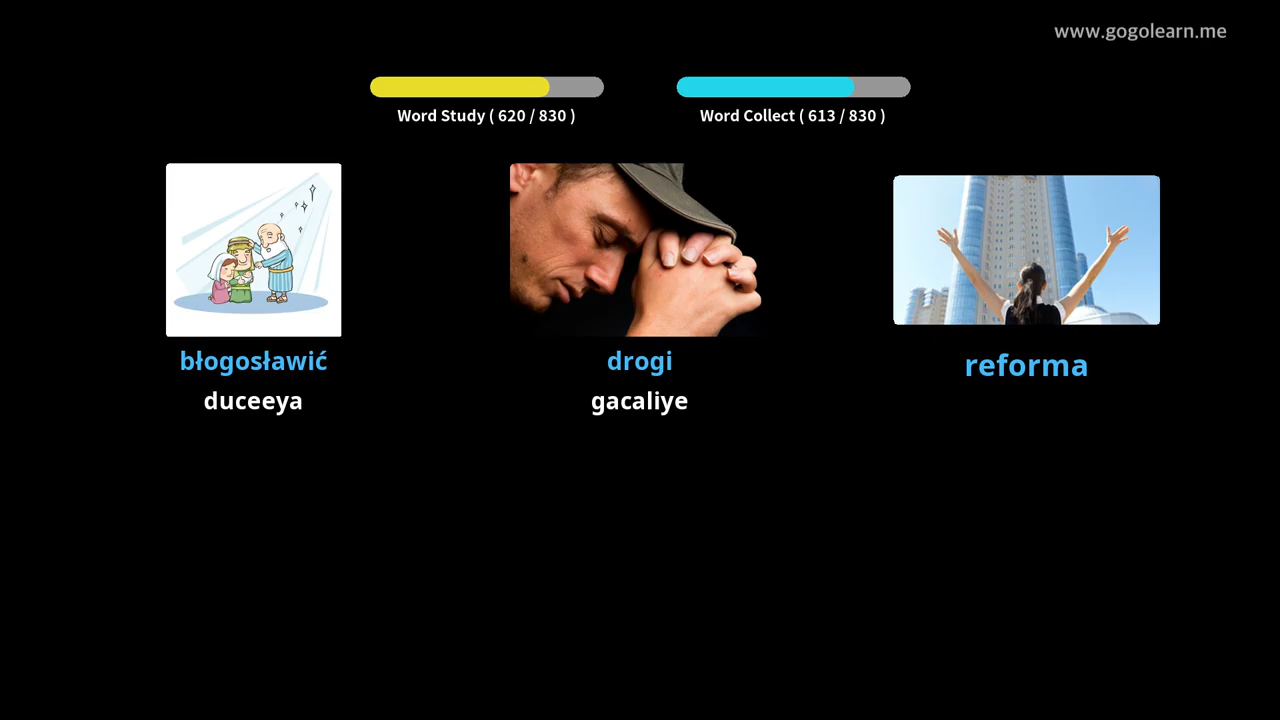 www.gogolearn.me
Word Study ( 620 / 830 )
Word Collect ( 613 / 830 )
błogosławić
duceeya
drogi
gacaliye
reforma